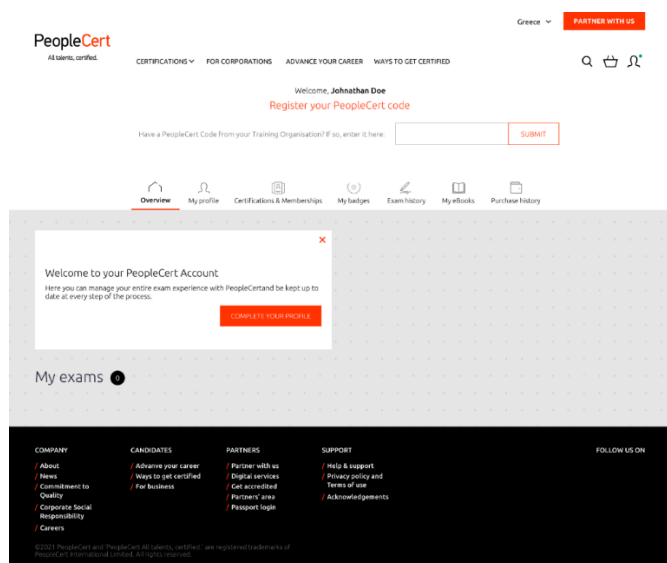 Greece
PARTNER WITH US
PeopleCert
All talents, certified.
CERTIFICATIONS FOR CORPORATIONS ADVANCE YOUR CAREER WAYS TO GET CERTIFIED
Welcome, Johnathan Doe
Register your PeopleCert code
Have a PeopleCert Code from your Training Organisation? If so, enter it here:
SUBMIT
Overview My profile Certifications & Memberships My badges Exam history My eBooks Purchase history
Welcome to your PeopleCert Account
Here you can manage your entire exam experience with PeopleCertand be kept up to
date at every step of the process.
COMPLETE YOUR PROFILE
My exams 0
COMPANY
/ About
/ News
/ Commitment to
Quality
/ Corporate Social
Responsibility
/ Careers
CANDIDATES
/ Advanve your career
/ Ways to get certified
/ For business
PARTNERS
/ Partner with us
/ Digital services
/ Get accredited
/ Partners' area
/ Passport login
SUPPORT
/ Help & support
/ Privacy policy and
Terms of use
/ Acknowledgements
FOLLOW US ON
©2021 PeopleCert and 'PeopleCert All talents, certified.' are registered trademarks of
PeopleCert International Limited. All rights reserved.